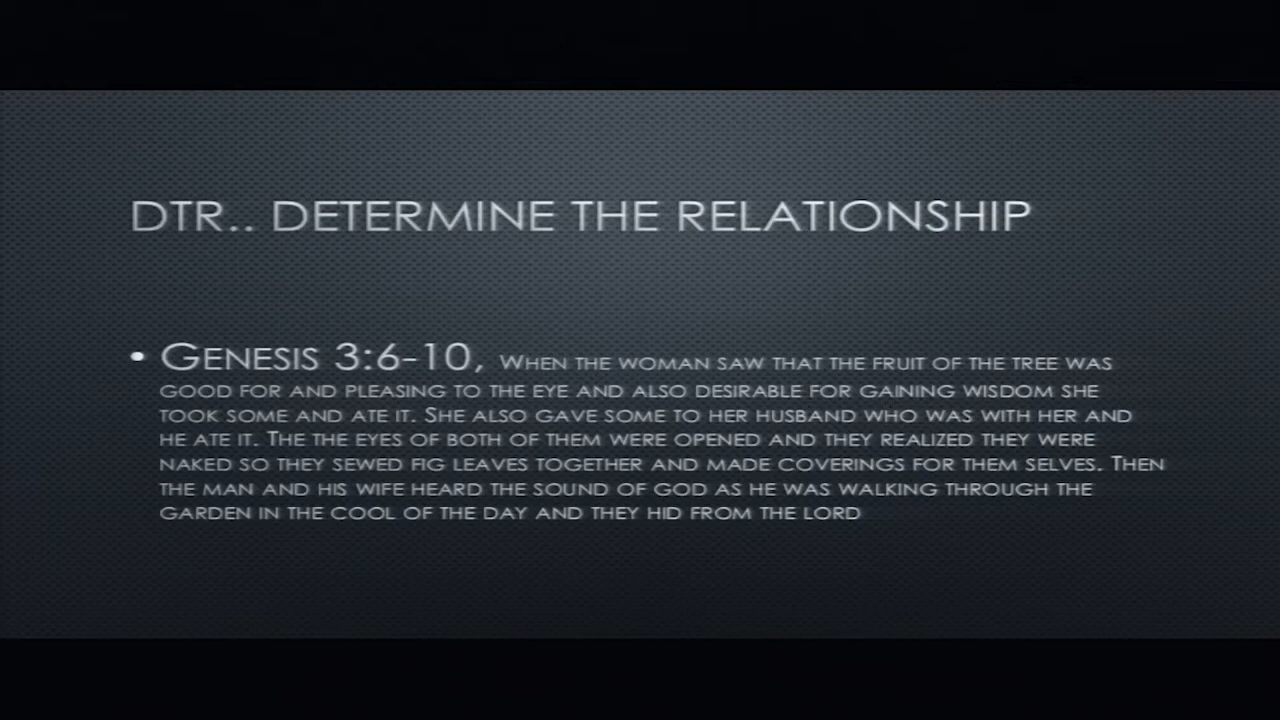 DTR.. DETERMINE THE RELATIONSHIP
• GENESIS 3:6-10, WHEN THE WOMAN SAW THAT THE FRUIT OF THE TREE WAS
GOOD FOR AND PLEASING TO THE EYE AND ALSO DESIRABLE FOR GAINING WISDOM SHE
TOOK SOME AND ATE IT. SHE ALSO GAVE SOME TO HER HUSBAND WHO WAS WITH HER AND
HE ATE IT. THE THE EYES OF BOTH OF THEM WERE OPENED AND THEY REALIZED THEY WERE
NAKED SO THEY SEWED FIG LEAVES TOGETHER AND MADE COVERINGS FOR THEM SELVES. THEN
THE MAN AND HIS WIFE HEARD THE SOUND OF GOD AS HE WAS WALKING THROUGH THE
GARDEN IN THE COOL OF THE DAY AND THEY HID FROM THE LORD